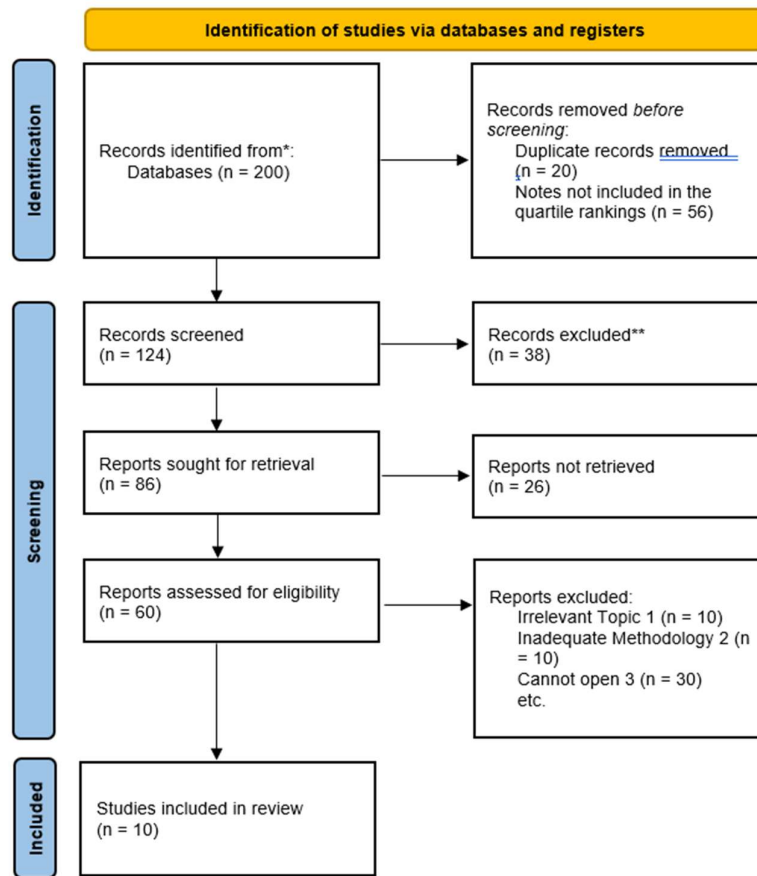 Identification of studies via databases and registers
Identification
Records identified from*:
Databases (n = 200)
Records removed before
screening:
Duplicate records removed
(n = 20)
Notes not included in the
quartile rankings (n = 56)
Screening
Records screened
(n = 124)
Records excluded**
(n = 38)
Reports sought for retrieval
(n = 86)
Reports not retrieved
(n = 26)
Reports assessed for eligibility
(n = 60)
Reports excluded:
Irrelevant Topic 1 (n = 10)
Inadequate Methodology 2 (n
= 10)
Cannot open 3 (n = 30)
etc.
Included
Studies included in review
(n = 10)